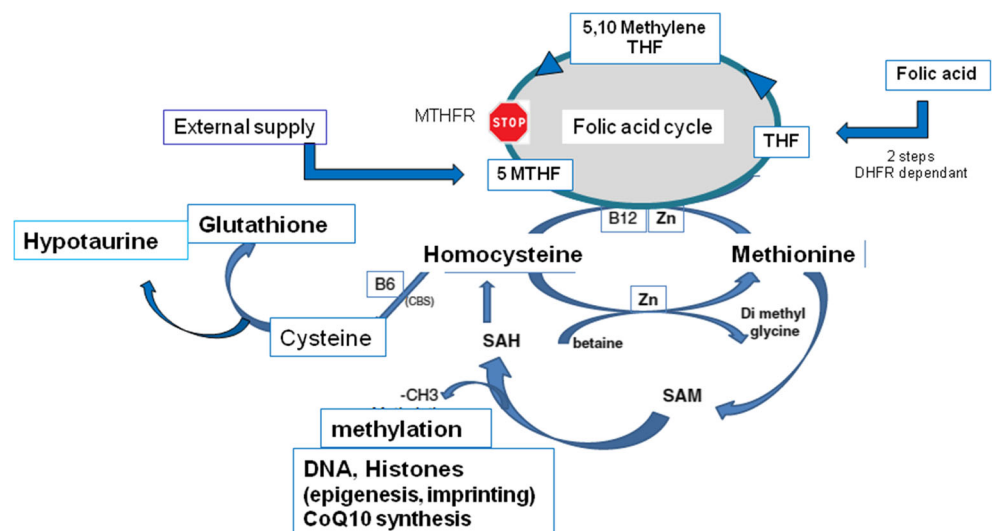 5,10 Methylene
THF
Folic acid
MTHFR
STOP
External supply
Folic acid cycle
THF
5 MTHF
2 steps
DHFR dependant
B12
Zn
Glutathione
Hypotaurine
Homocysteine
Methionine
B6
(CBS)
Zn
Cysteine
SAH
betaine
Di methyl
glycine
-CH3
SAM
methylation
DNA, Histones
(epigenesis, imprinting)
CoQ10 synthesis